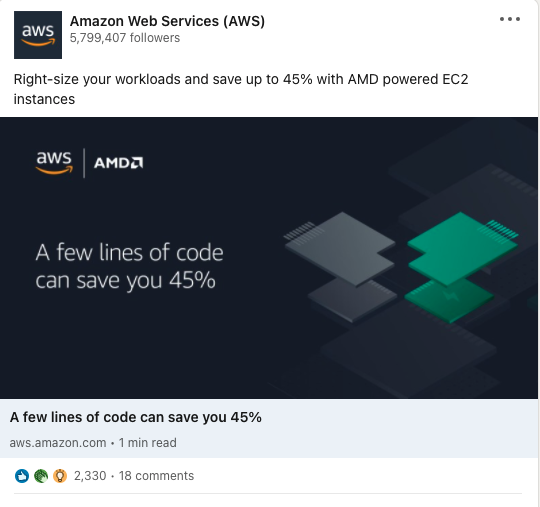 aws
Amazon Web Services (AWS)
5,799,407 followers
Right-size your workloads and save up to 45% with AMD powered EC2
instances
aws | AMD
A few lines of code
can save you 45%
A few lines of code can save you 45%
aws.amazon.com • 1 min read
2,330 • 18 comments